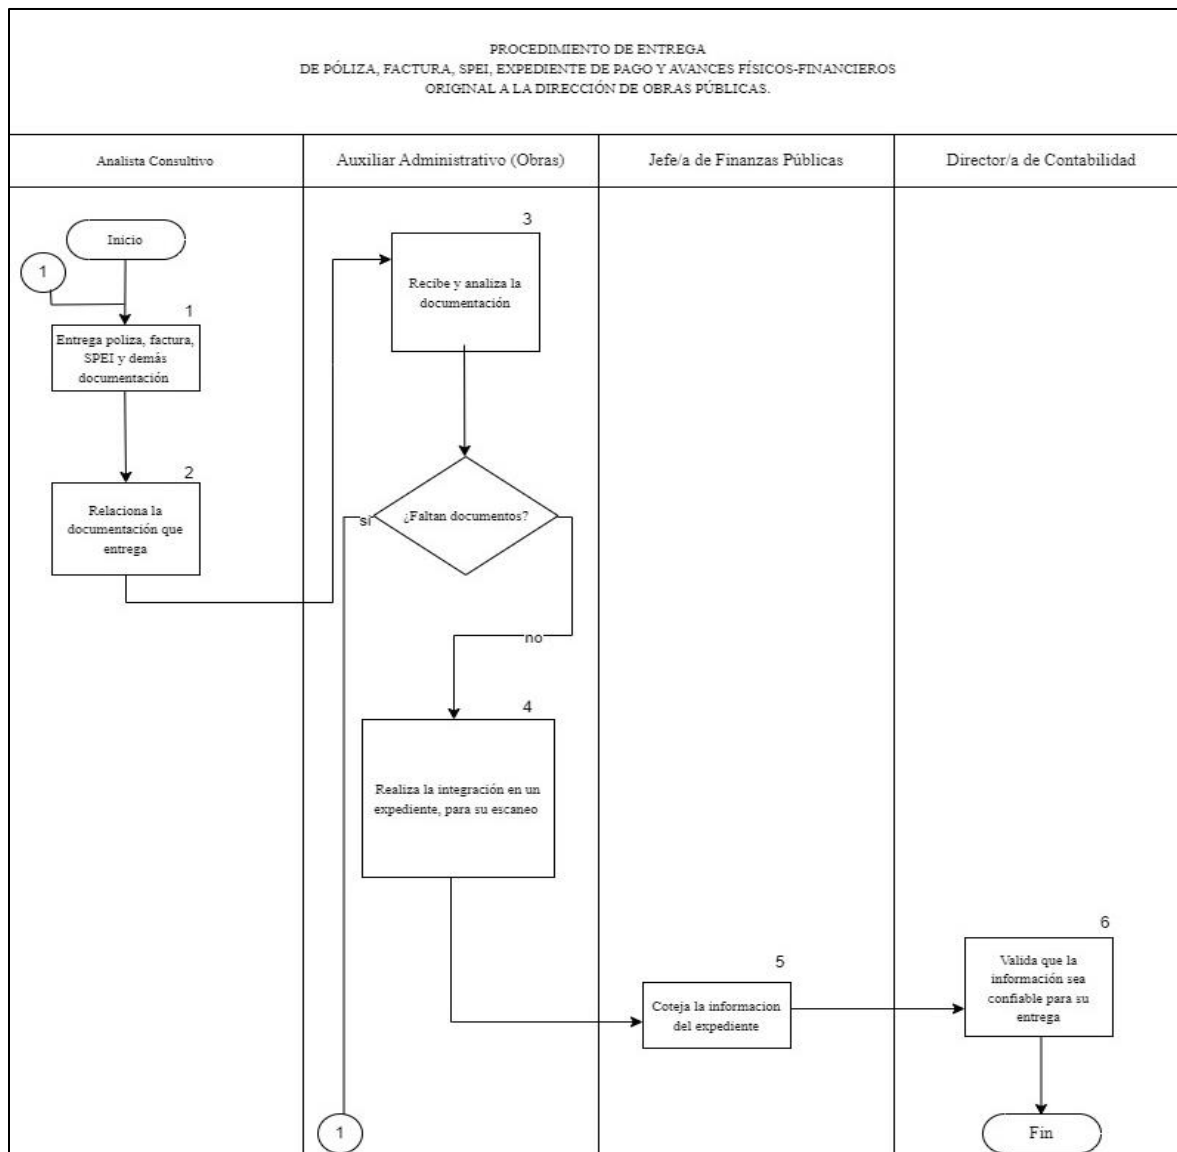 PROCEDIMIENTO DE ENTREGA
DE PÓLIZA, FACTURA, SPEI, EXPEDIENTE DE PAGO Y AVANCES FÍSICOS-FINANCIEROS
ORIGINAL A LA DIRECCIÓN DE OBRAS PÚBLICAS.
Analista Consultivo
Auxiliar Administrativo (Obras)
Jefe/a de Finanzas Públicas
Director/a de Contabilidad
Inicio
1
1
Entrega poliza, factura,
SPEI y demás
documentación
2
Relaciona la
documentación que
entrega
3
Recibe y analiza la
documentación
¿Faltan documentos?
si
no
4
Realiza la integración en un
expediente, para su escaneo
1
5
Coteja la informacion
del expediente
6
Valida que la
información sea
confiable para su
entrega
Fin